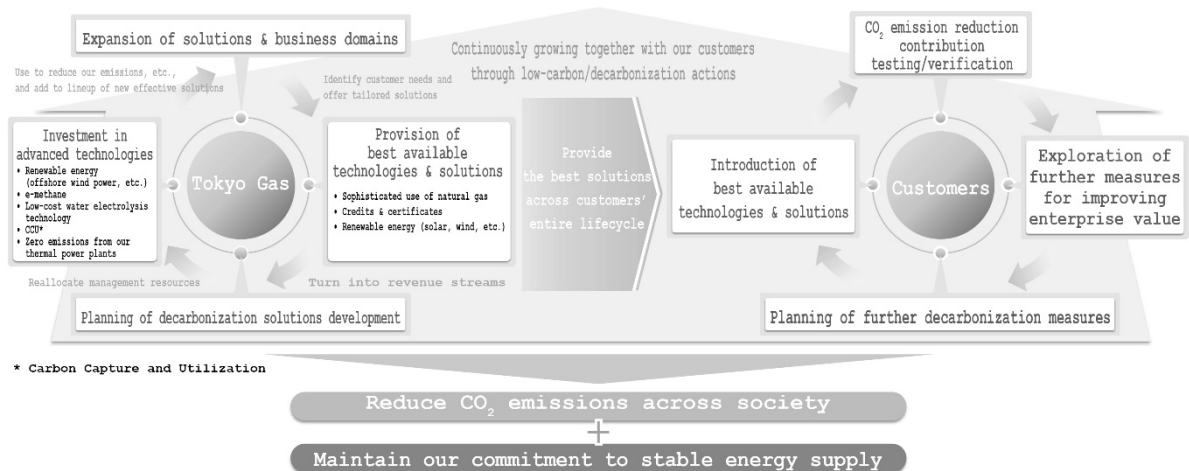 Expansion of solutions & business domains
Use to reduce our emissions, etc.,
and add to lineup of new effective solutions
Identify customer needs and
offer tailored solutions
Investment in
advanced technologies
• Renewable energy
(offshore wind power, etc.)
• e-methane
• Low-cost water electrolysis
technology
• CCU*
• Zero emissions from our
thermal power plants
Tokyo Gas
Provision of
best available
technologies & solutions
• Sophisticated use of natural gas
• Credits & certificates
• Renewable energy (solar, wind, etc.)
Reallocate management resources
Turn into revenue streams
Planning of decarbonization solutions development
Continuously growing together with our customers
through low-carbon/decarbonization actions
Provide
the best solutions
across customers'
entire lifecycle
CO₂ emission reduction
contribution
testing/verification
Introduction of
best available
technologies & solutions
Customers
Exploration of
further measures
for improving
enterprise value
Planning of further decarbonization measures
* Carbon Capture and Utilization
Reduce CO₂ emissions across society
+
Maintain our commitment to stable energy supply